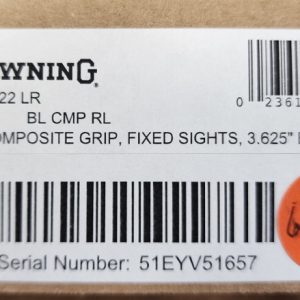 WNING
22 LR
0 2361
BL CMP RL
OMPOSITE GRIP, FIXED SIGHTS, 3.625"
Serial Number: 51EYV51657